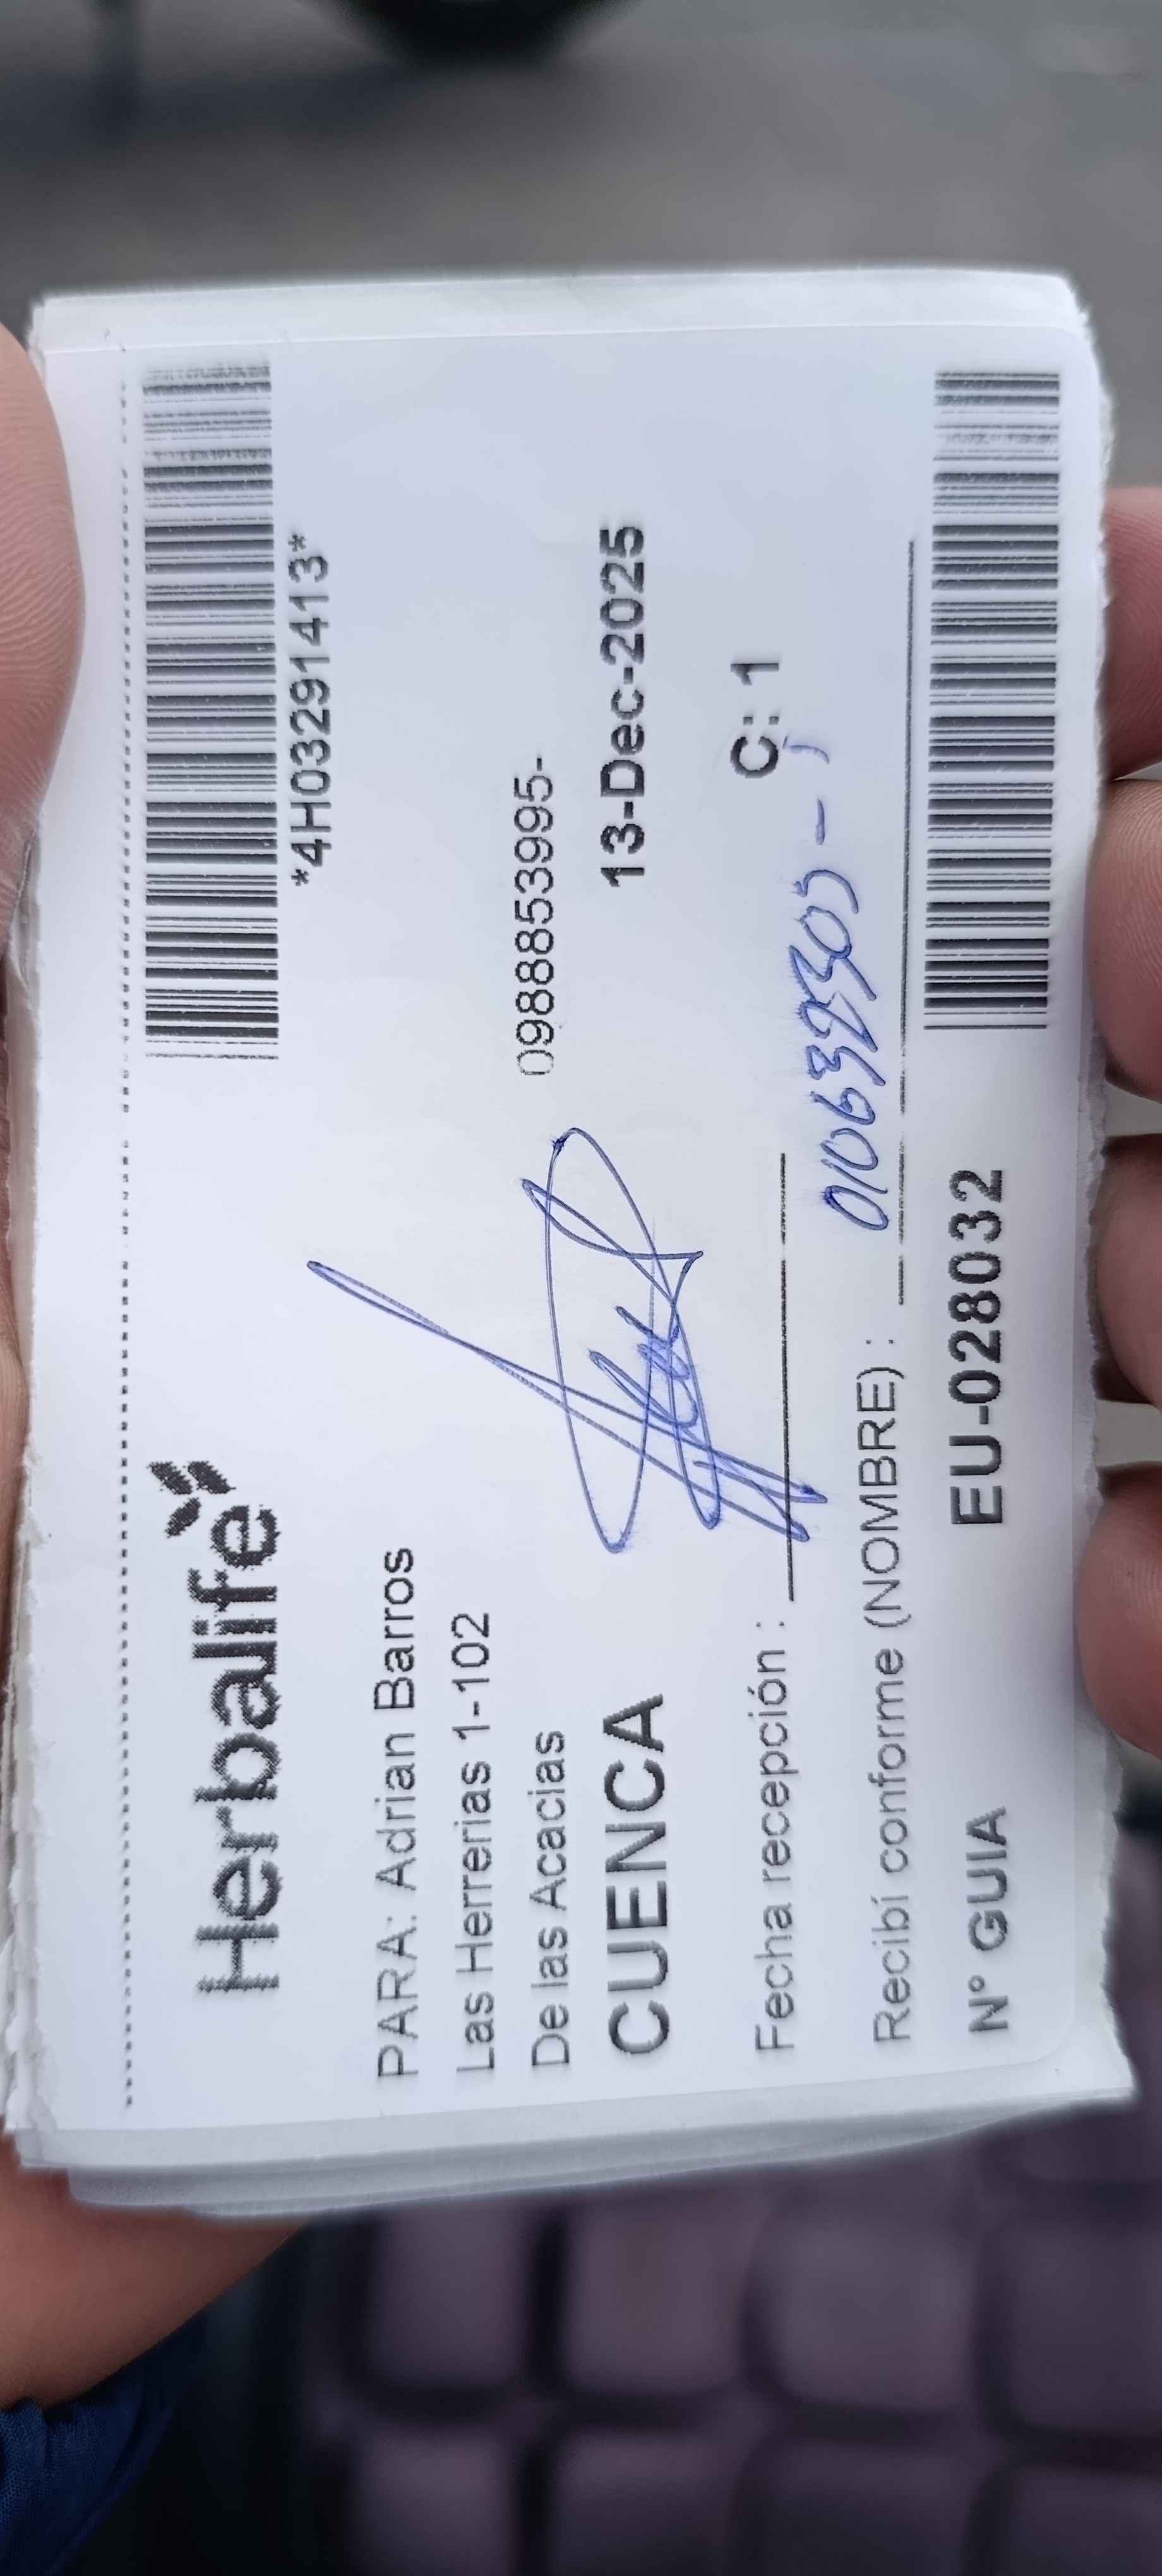 Herbalife
*4H03291413*
PARA: Adrian Barros
Las Herrerias 1-102
De las Acacias
0988853995-
CUENCA
13-Dec-2025
Fecha recepción :
C: 1
Recibí conforme (NOMBRE) :
N° GUIA
EU-028032